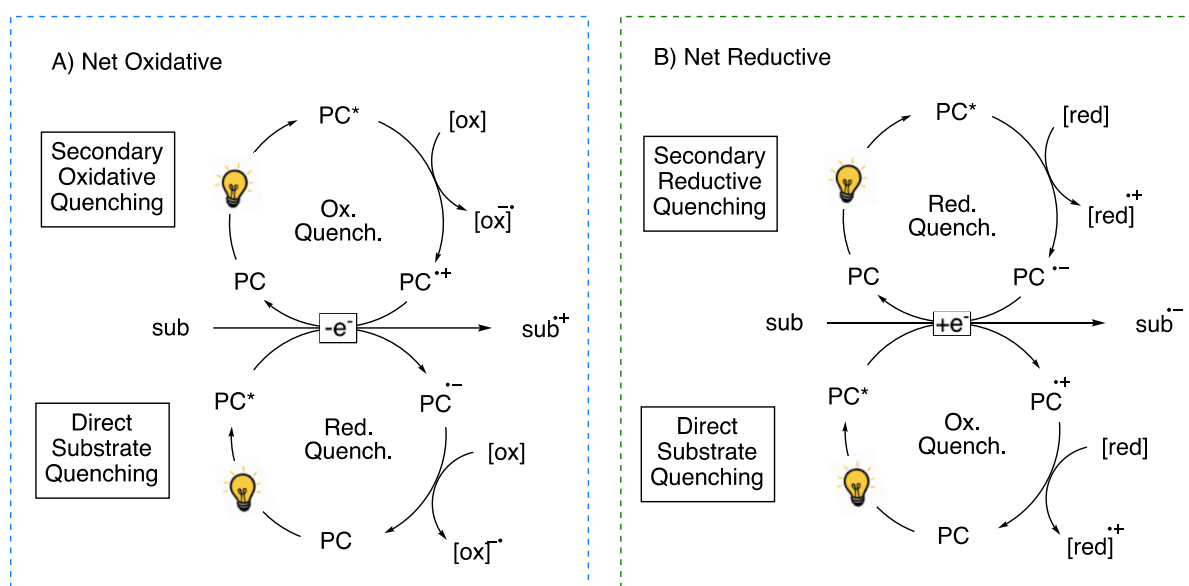 A) Net Oxidative
Secondary
Oxidative
Quenching
PC*
[ox]
[ox]⁻•
Ox.
Quench.
PC
PC•+
sub
-e⁻
sub•+
Direct
Substrate
Quenching
PC*
PC•−
Red.
Quench.
[ox]
PC
[ox]⁻•
B) Net Reductive
Secondary
Reductive
Quenching
PC*
[red]
[red]•+
Red.
Quench.
PC
PC•−
sub
+e⁻
sub•−
Direct
Substrate
Quenching
PC*
PC•+
Ox.
Quench.
[red]
PC
[red]•+